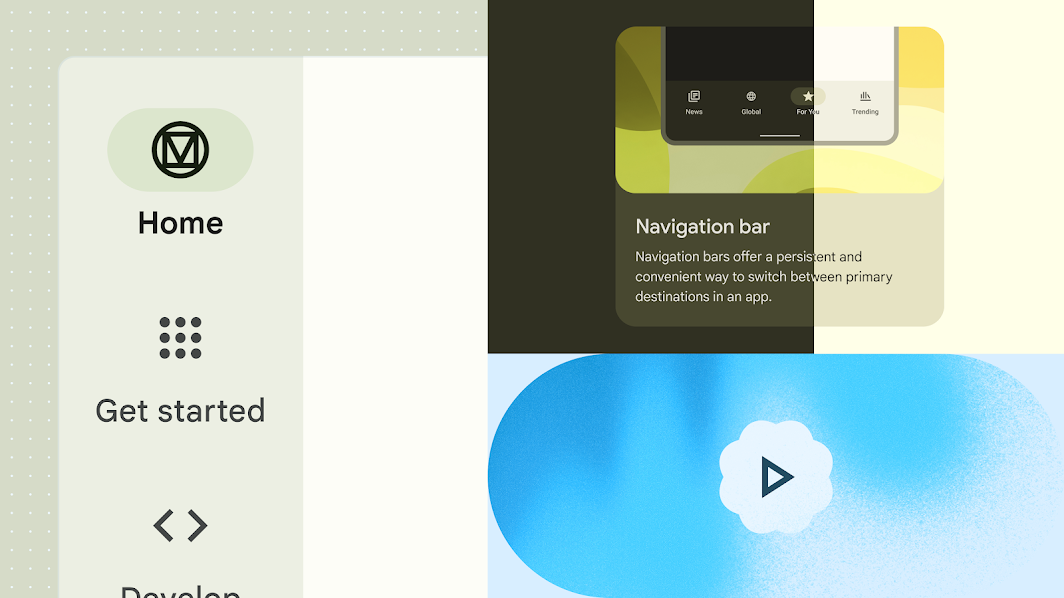 Home
Get started
Develop
News
Global
For You
Trending
Navigation bar
Navigation bars offer a persistent and
convenient way to switch between primary
destinations in an app.